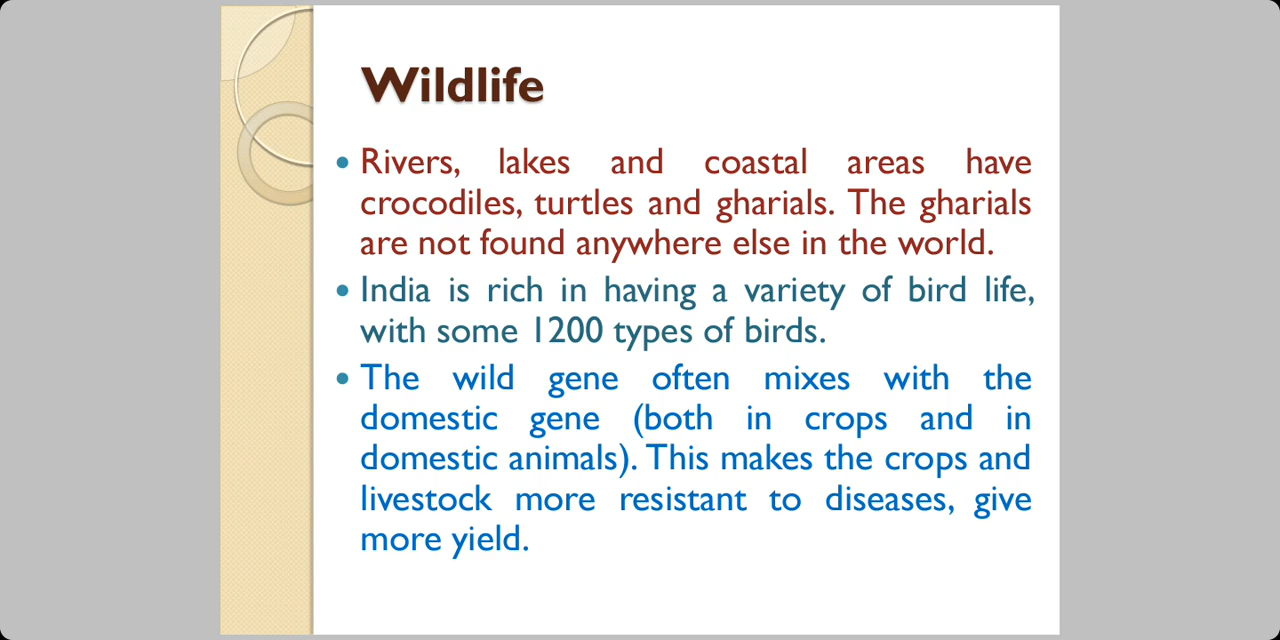 Wildlife
• Rivers, lakes and coastal areas have
crocodiles, turtles and gharials. The gharials
are not found anywhere else in the world.
• India is rich in having a variety of bird life,
with some 1200 types of birds.
• The wild gene often mixes with the
domestic gene (both in crops and in
domestic animals). This makes the crops and
livestock more resistant to diseases, give
more yield.